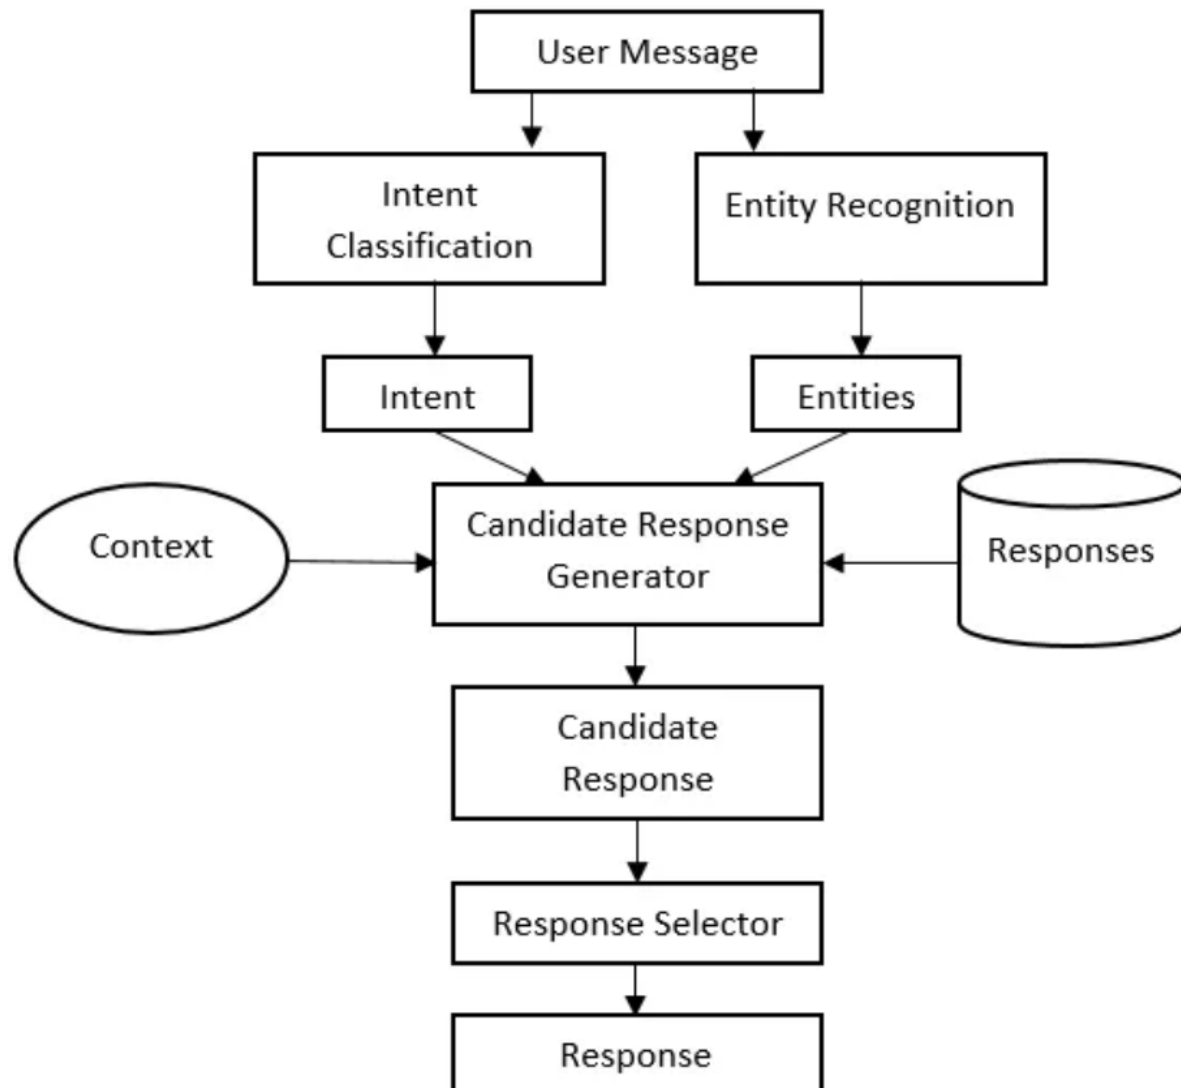 User Message
Intent
Classification
Entity Recognition
Intent
Entities
Context
Candidate Response
Generator
Responses
Candidate
Response
Response Selector
Response